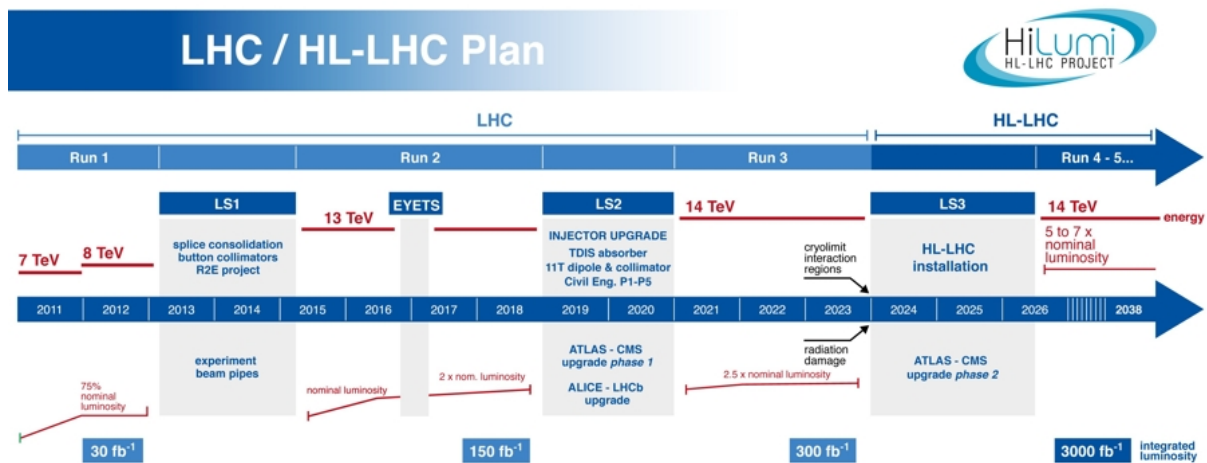 LHC / HL-LHC Plan
HiLumi
HL-LHC PROJECT
LHC
HL-LHC
Run 1
Run 2
Run 3
Run 4 - 5...
LS1
EYETS
LS2
LS3
7 TeV
8 TeV
13 TeV
14 TeV
14 TeV
energy
splice consolidation
button collimators
R2E project
INJECTOR UPGRADE
TDIS absorber
11T dipole & collimator
Civil Eng. P1-P5
cryolimit
interaction
regions
HL-LHC
installation
5 to 7 x
nominal
luminosity
2011 2012 2013 2014 2015 2016 2017 2018 2019 2020 2021 2022 2023 2024 2025 2026 2038
75%
nominal
luminosity
experiment
beam pipes
nominal luminosity
2 x nom. luminosity
ATLAS - CMS
upgrade phase 1
ALICE - LHCb
upgrade
radiation
damage
2.5 x nominal luminosity
ATLAS - CMS
upgrade phase 2
30 fb⁻¹
150 fb⁻¹
300 fb⁻¹
3000 fb⁻¹
integrated
luminosity